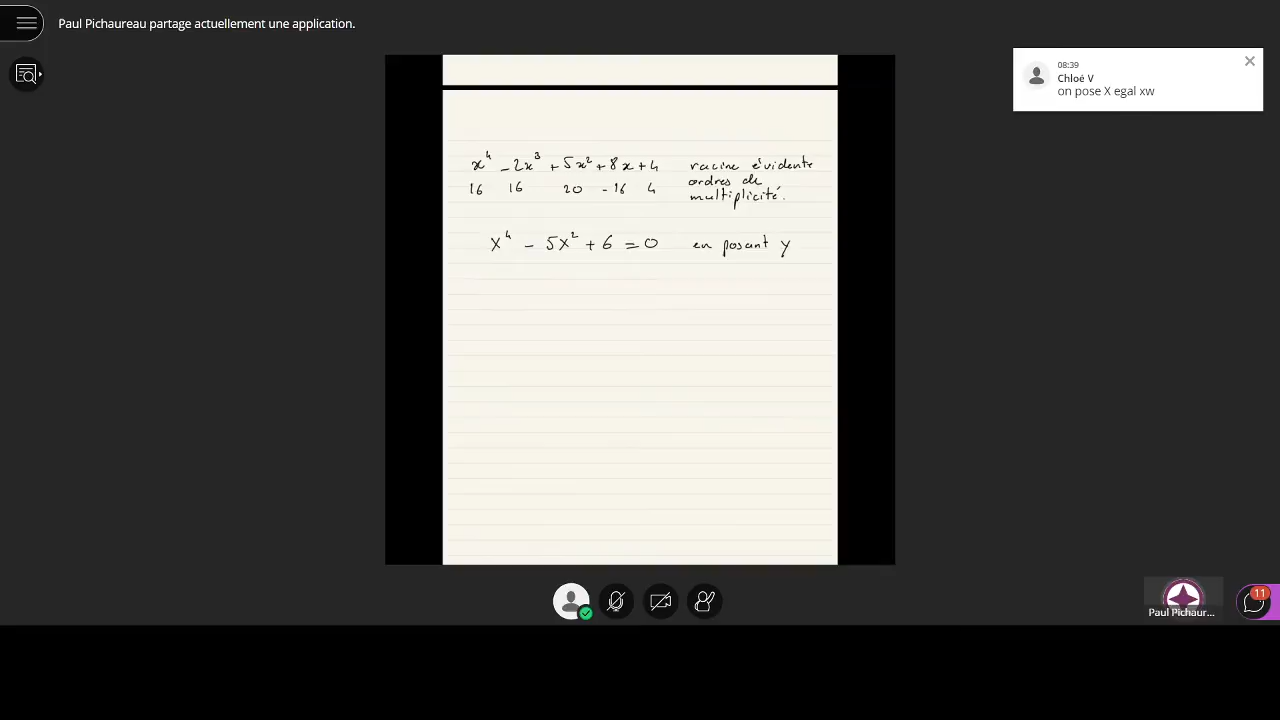 Paul Pichaureau partage actuellement une application.
08:39
Chloé V
on pose X egal xw
x⁴ - 2x³ + 5x² + 8x + 4 racine évidente
16 16 20 -16 4 ordres de
multiplicité.
X⁴ - 5X² + 6 = 0 en posant y
11
Paul Pichaur...